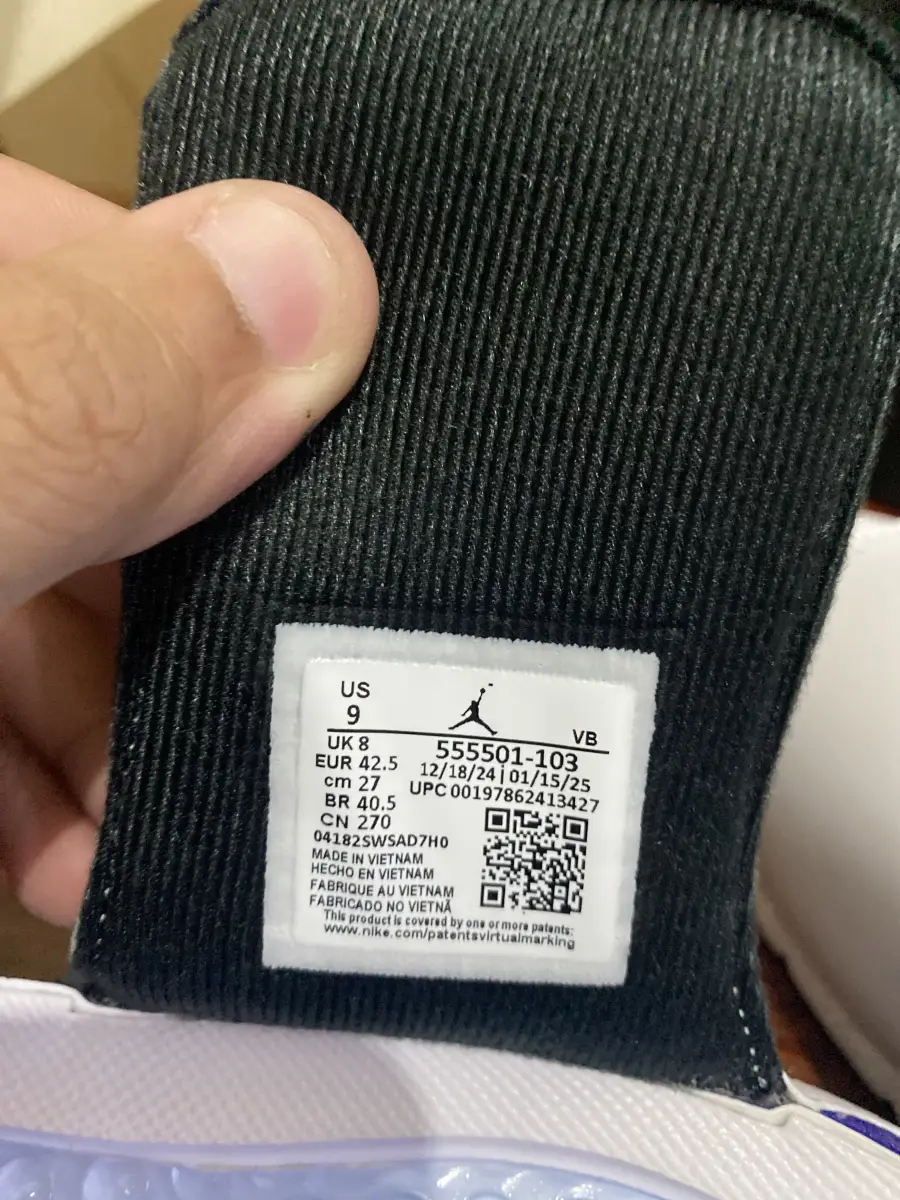 US
9
VB
UK 8
555501-103
EUR 42.5
12/18/24 | 01/15/25
cm 27
UPC 00197862413427
BR 40.5
CN 270
04182SWSAD7H0
MADE IN VIETNAM
HECHO EN VIETNAM
FABRIQUE AU VIETNAM
FABRICADO NO VIETNÃ
This product is covered by one or more patents:
www.nike.com/patentsvirtualmarking